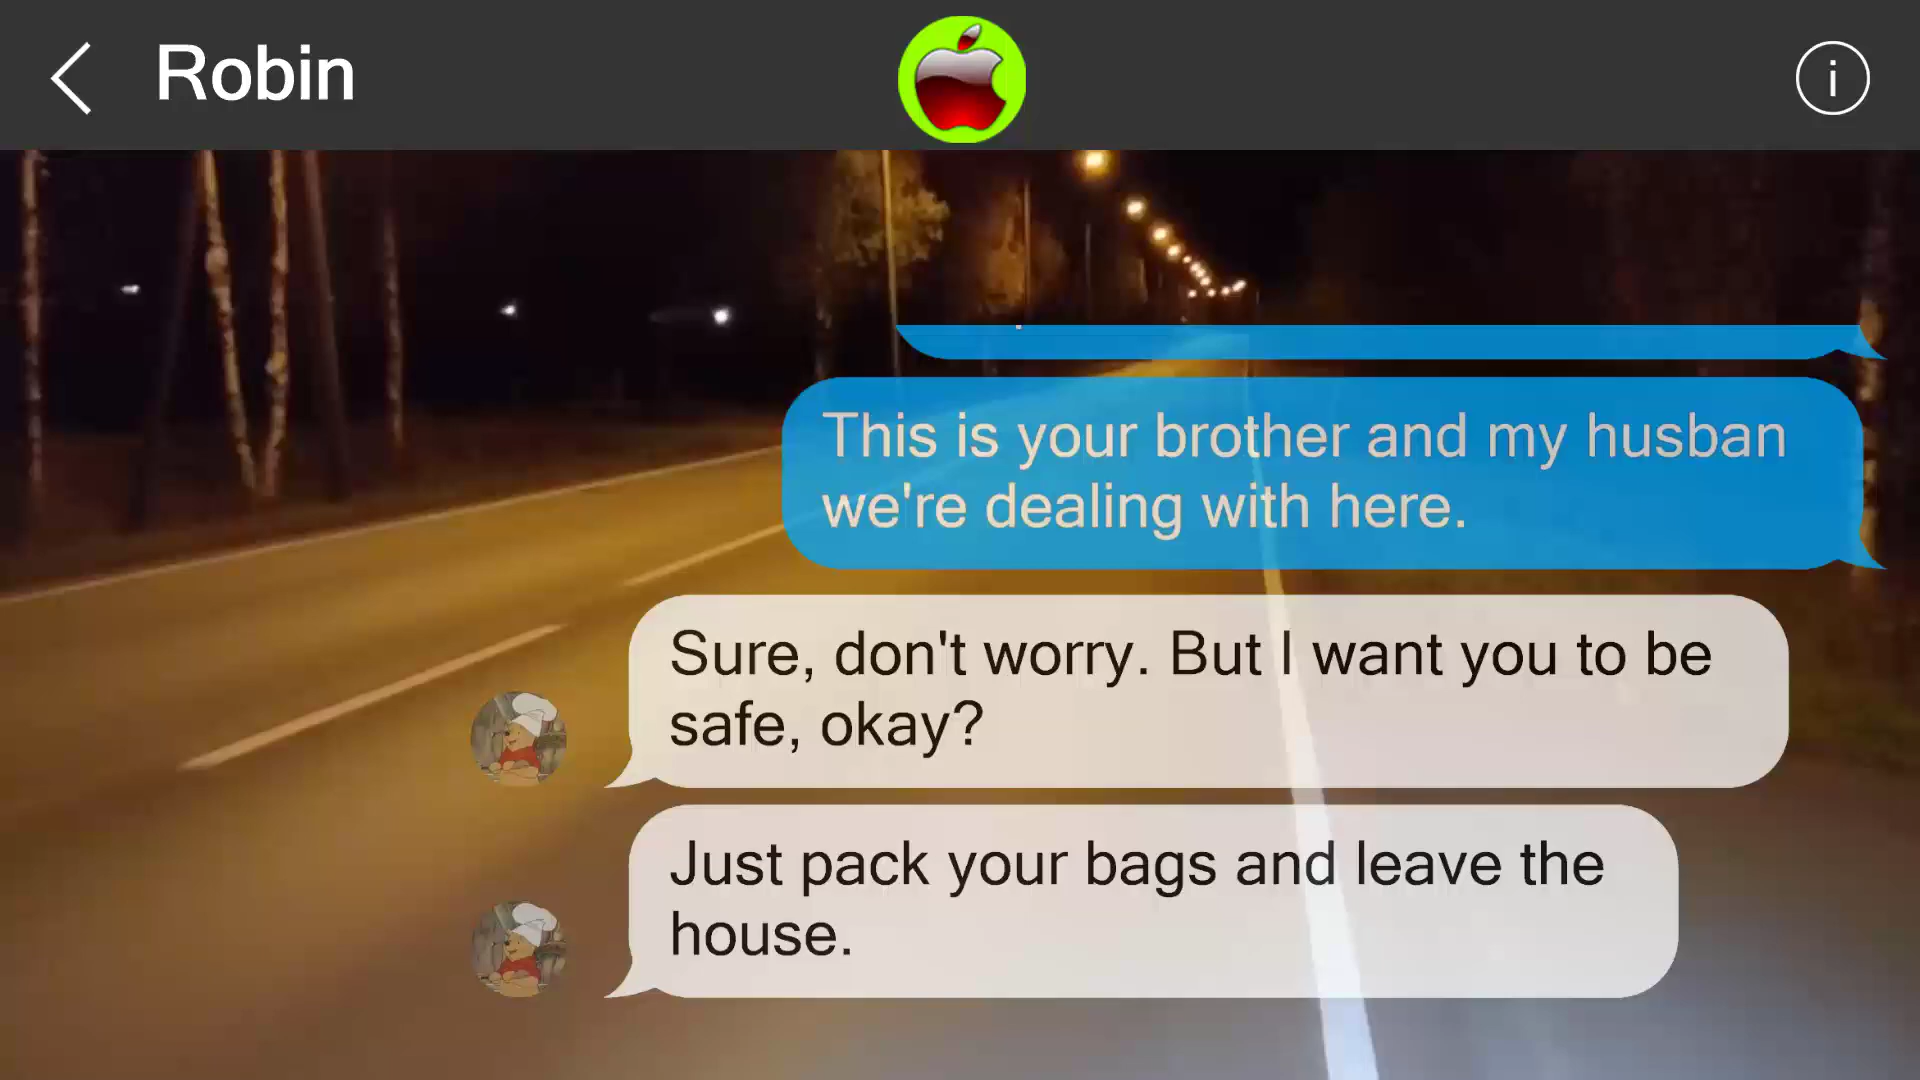 Robin
This is your brother and my husban
we're dealing with here.
Sure, don't worry. But I want you to be
safe, okay?
Just pack your bags and leave the
house.